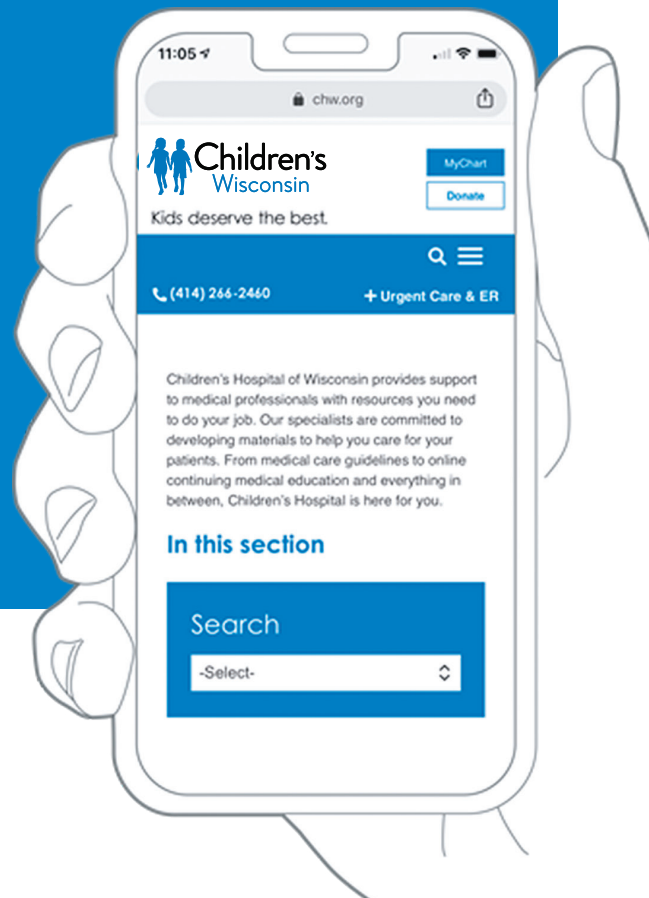 11:05
chw.org
Children's
Wisconsin
Kids deserve the best.
MyChart
Donate
(414) 266-2460
+ Urgent Care & ER
Children's Hospital of Wisconsin provides support
to medical professionals with resources you need
to do your job. Our specialists are committed to
developing materials to help you care for your
patients. From medical care guidelines to online
continuing medical education and everything in
between, Children's Hospital is here for you.
In this section
Search
-Select-